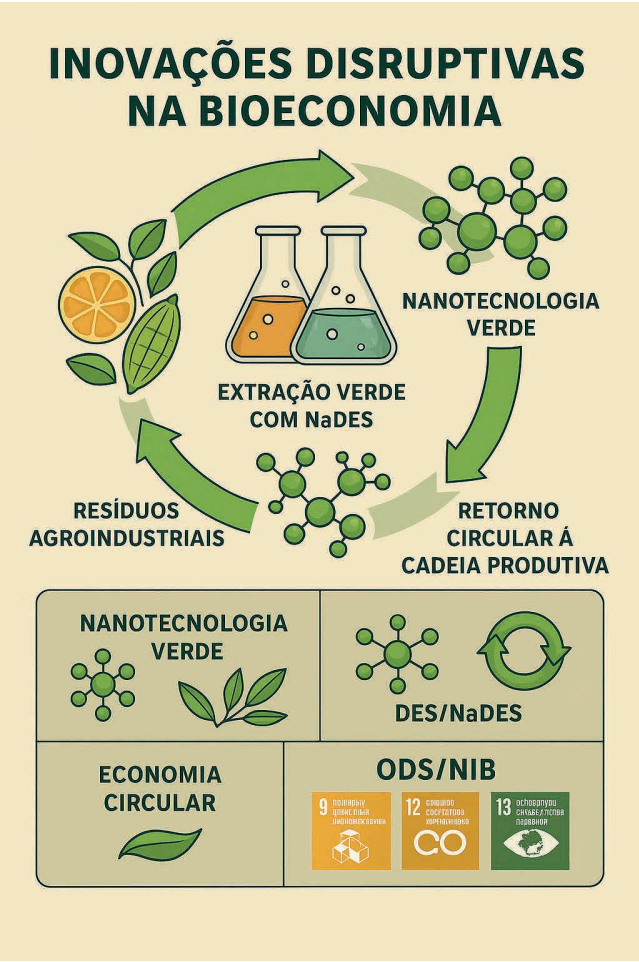 INOVAÇÕES DISRUPTIVAS
NA BIOECONOMIA
NANOTECNOLOGIA
VERDE
EXTRAÇÃO VERDE
COM NaDES
RESÍDUOS
AGROINDUSTRIAIS
RETORNO
CIRCULAR Á
CADEIA PRODUTIVA
NANOTECNOLOGIA
VERDE
DES/NaDES
ECONOMIA
CIRCULAR
ODS/NIB
9
12
13